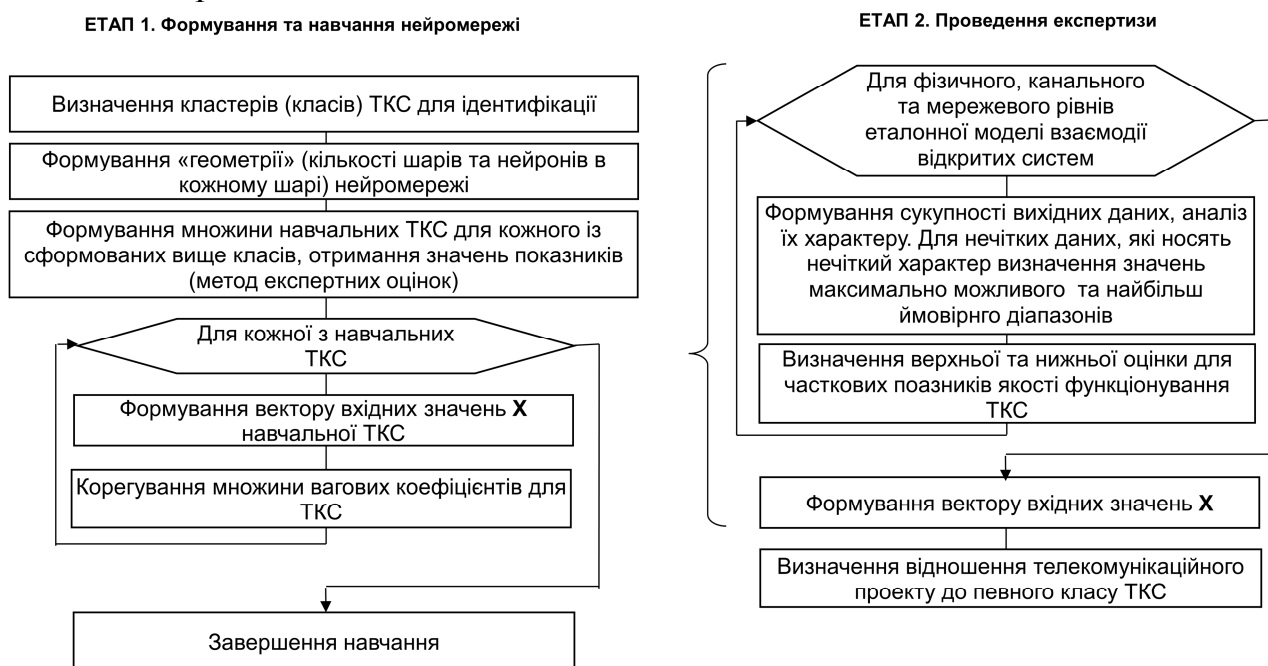 ЕТАП 1. Формування та навчання нейромережі
Визначення кластерів (класів) ТКС для ідентифікації
Формування «геометрії» (кількості шарів та нейронів в
кожному шарі) нейромережі
Формування множини навчальних ТКС для кожного із
сформованих вище класів, отримання значень показників
(метод експертних оцінок)
Для кожної з навчальних
ТКС
Формування вектору вхідних значень X
навчальної ТКС
Корегування множини вагових коефіцієнтів для
ТКС
Завершення навчання
ЕТАП 2. Проведення експертизи
Для фізичного, канального
та мережевого рівнів
еталонної моделі взаємодії
відкритих систем
Формування сукупності вихідних даних, аналіз
їх характеру. Для нечітких даних, які носять
нечіткий характер визначення значень
максимально можливого та найбільш
ймовірнго діапазонів
Визначення верхньої та нижньої оцінки для
часткових поазників якості функціонування
ТКС
Формування вектору вхідних значень X
Визначення відношення телекомунікаційного
проекту до певного класу ТКС